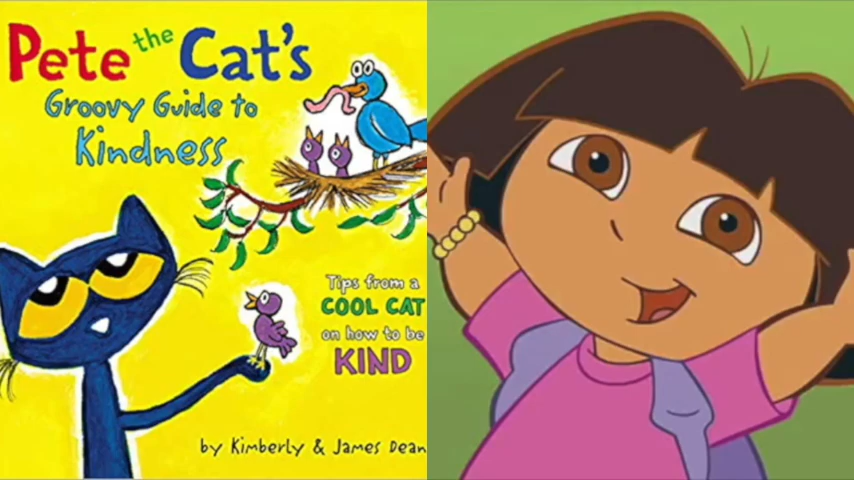 Pete the Cat's
Groovy Guide to
Kindness
Tips from a
COOL CAT
on how to be
KIND
by Kimberly & James Dean